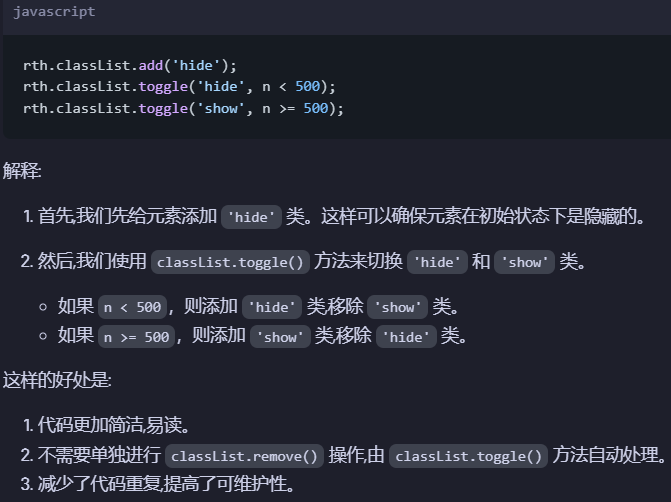 javascript
rth.classList.add('hide');
rth.classList.toggle('hide', n < 500);
rth.classList.toggle('show', n >= 500);
解释:
1. 首先,我们先给元素添加 'hide' 类。这样可以确保元素在初始状态下是隐藏的。
2. 然后,我们使用 classList.toggle() 方法来切换 'hide' 和 'show' 类。
如果 n < 500，则添加 'hide' 类,移除 'show' 类。
如果 n >= 500，则添加 'show' 类,移除 'hide' 类。
这样的好处是:
1. 代码更加简洁,易读。
2. 不需要单独进行 classList.remove() 操作,由 classList.toggle() 方法自动处理。
3. 减少了代码重复,提高了可维护性。